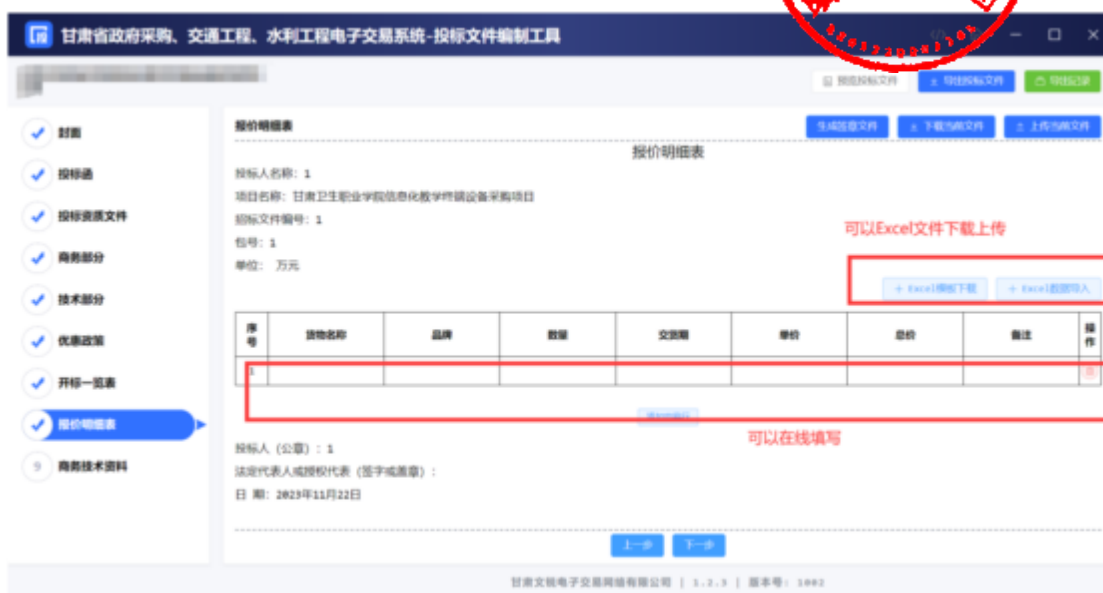 甘肃省政府采购、交通工程、水利工程电子交易系统-投标文件编制工具
预览投标文件 导出投标文件 导出记录
封面
投标函
投标资质文件
商务部分
技术部分
优惠政策
开标一览表
报价明细表
9 商务技术资料
报价明细表 生成签章文件 下载当前文件 上传当前文件
报价明细表
投标人名称: 1
项目名称: 甘肃卫生职业学院信息化教学终端设备采购项目
招标文件编号: 1
包号: 1
单位: 万元
可以Excel文件下载上传
+ Excel模板下载 + Excel数据导入
序号 货物名称 品牌 数量 交货期 单价 总价 备注 操作
1
可以在线填写
投标人 (公章) : 1
法定代表人或授权代表 (签字或盖章) :
日 期: 2023年11月22日
上一步 下一步
甘肃文锐电子交易网络有限公司 | 1.2.3 | 版本号: 1002